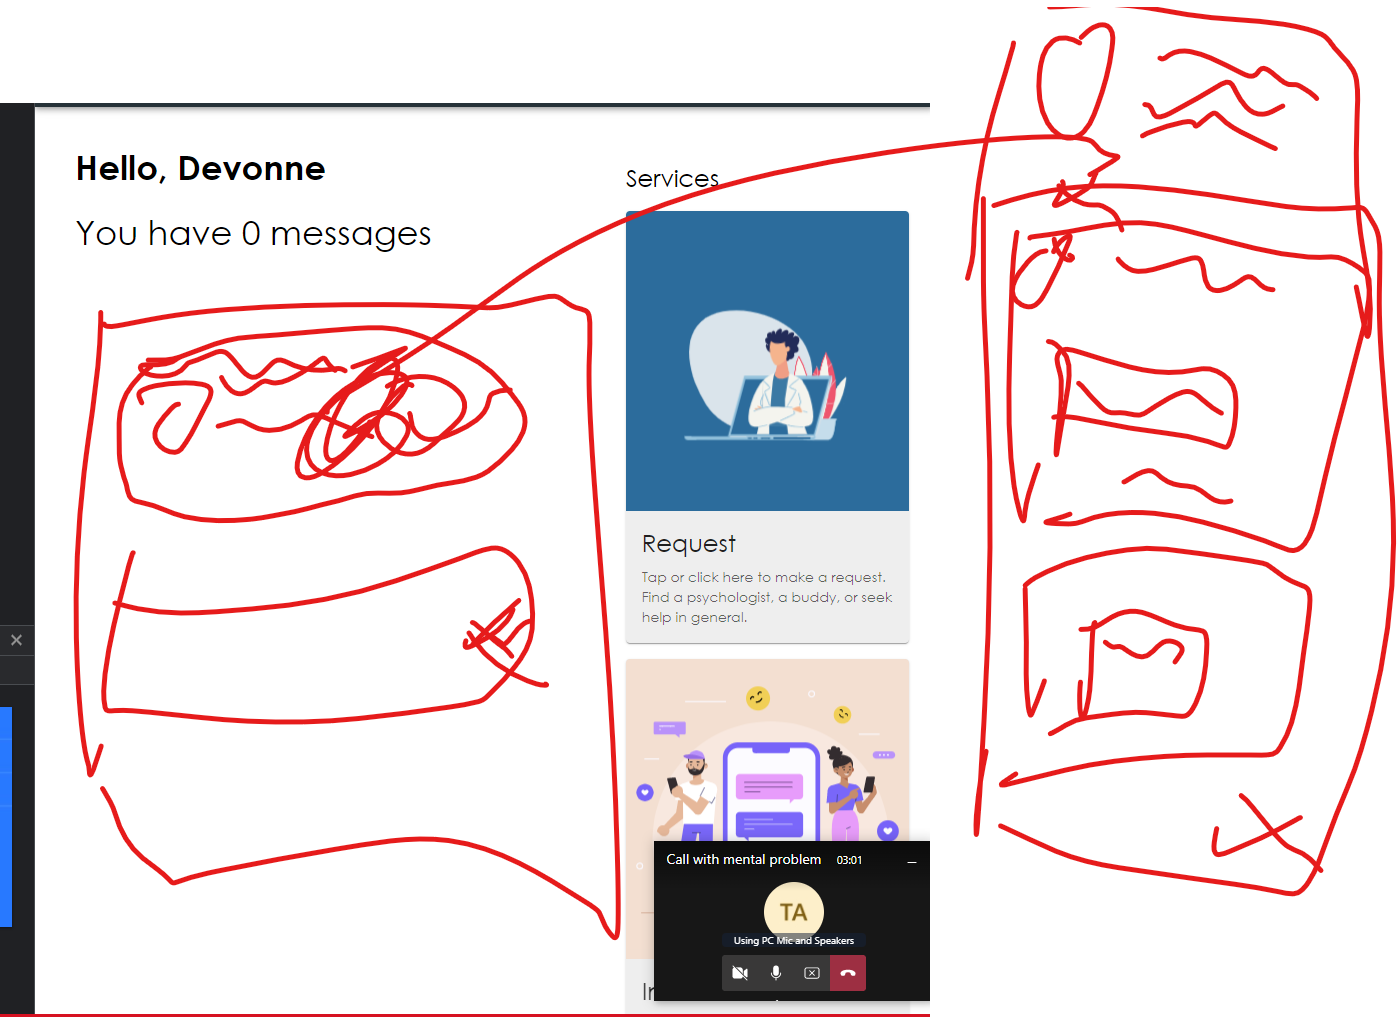 Hello, Devonne
You have 0 messages
Services
Request
Tap or click here to make a request.
Find a psychologist, a buddy, or seek
help in general.
Call with mental problem 03:01
TA
Using PC Mic and Speakers